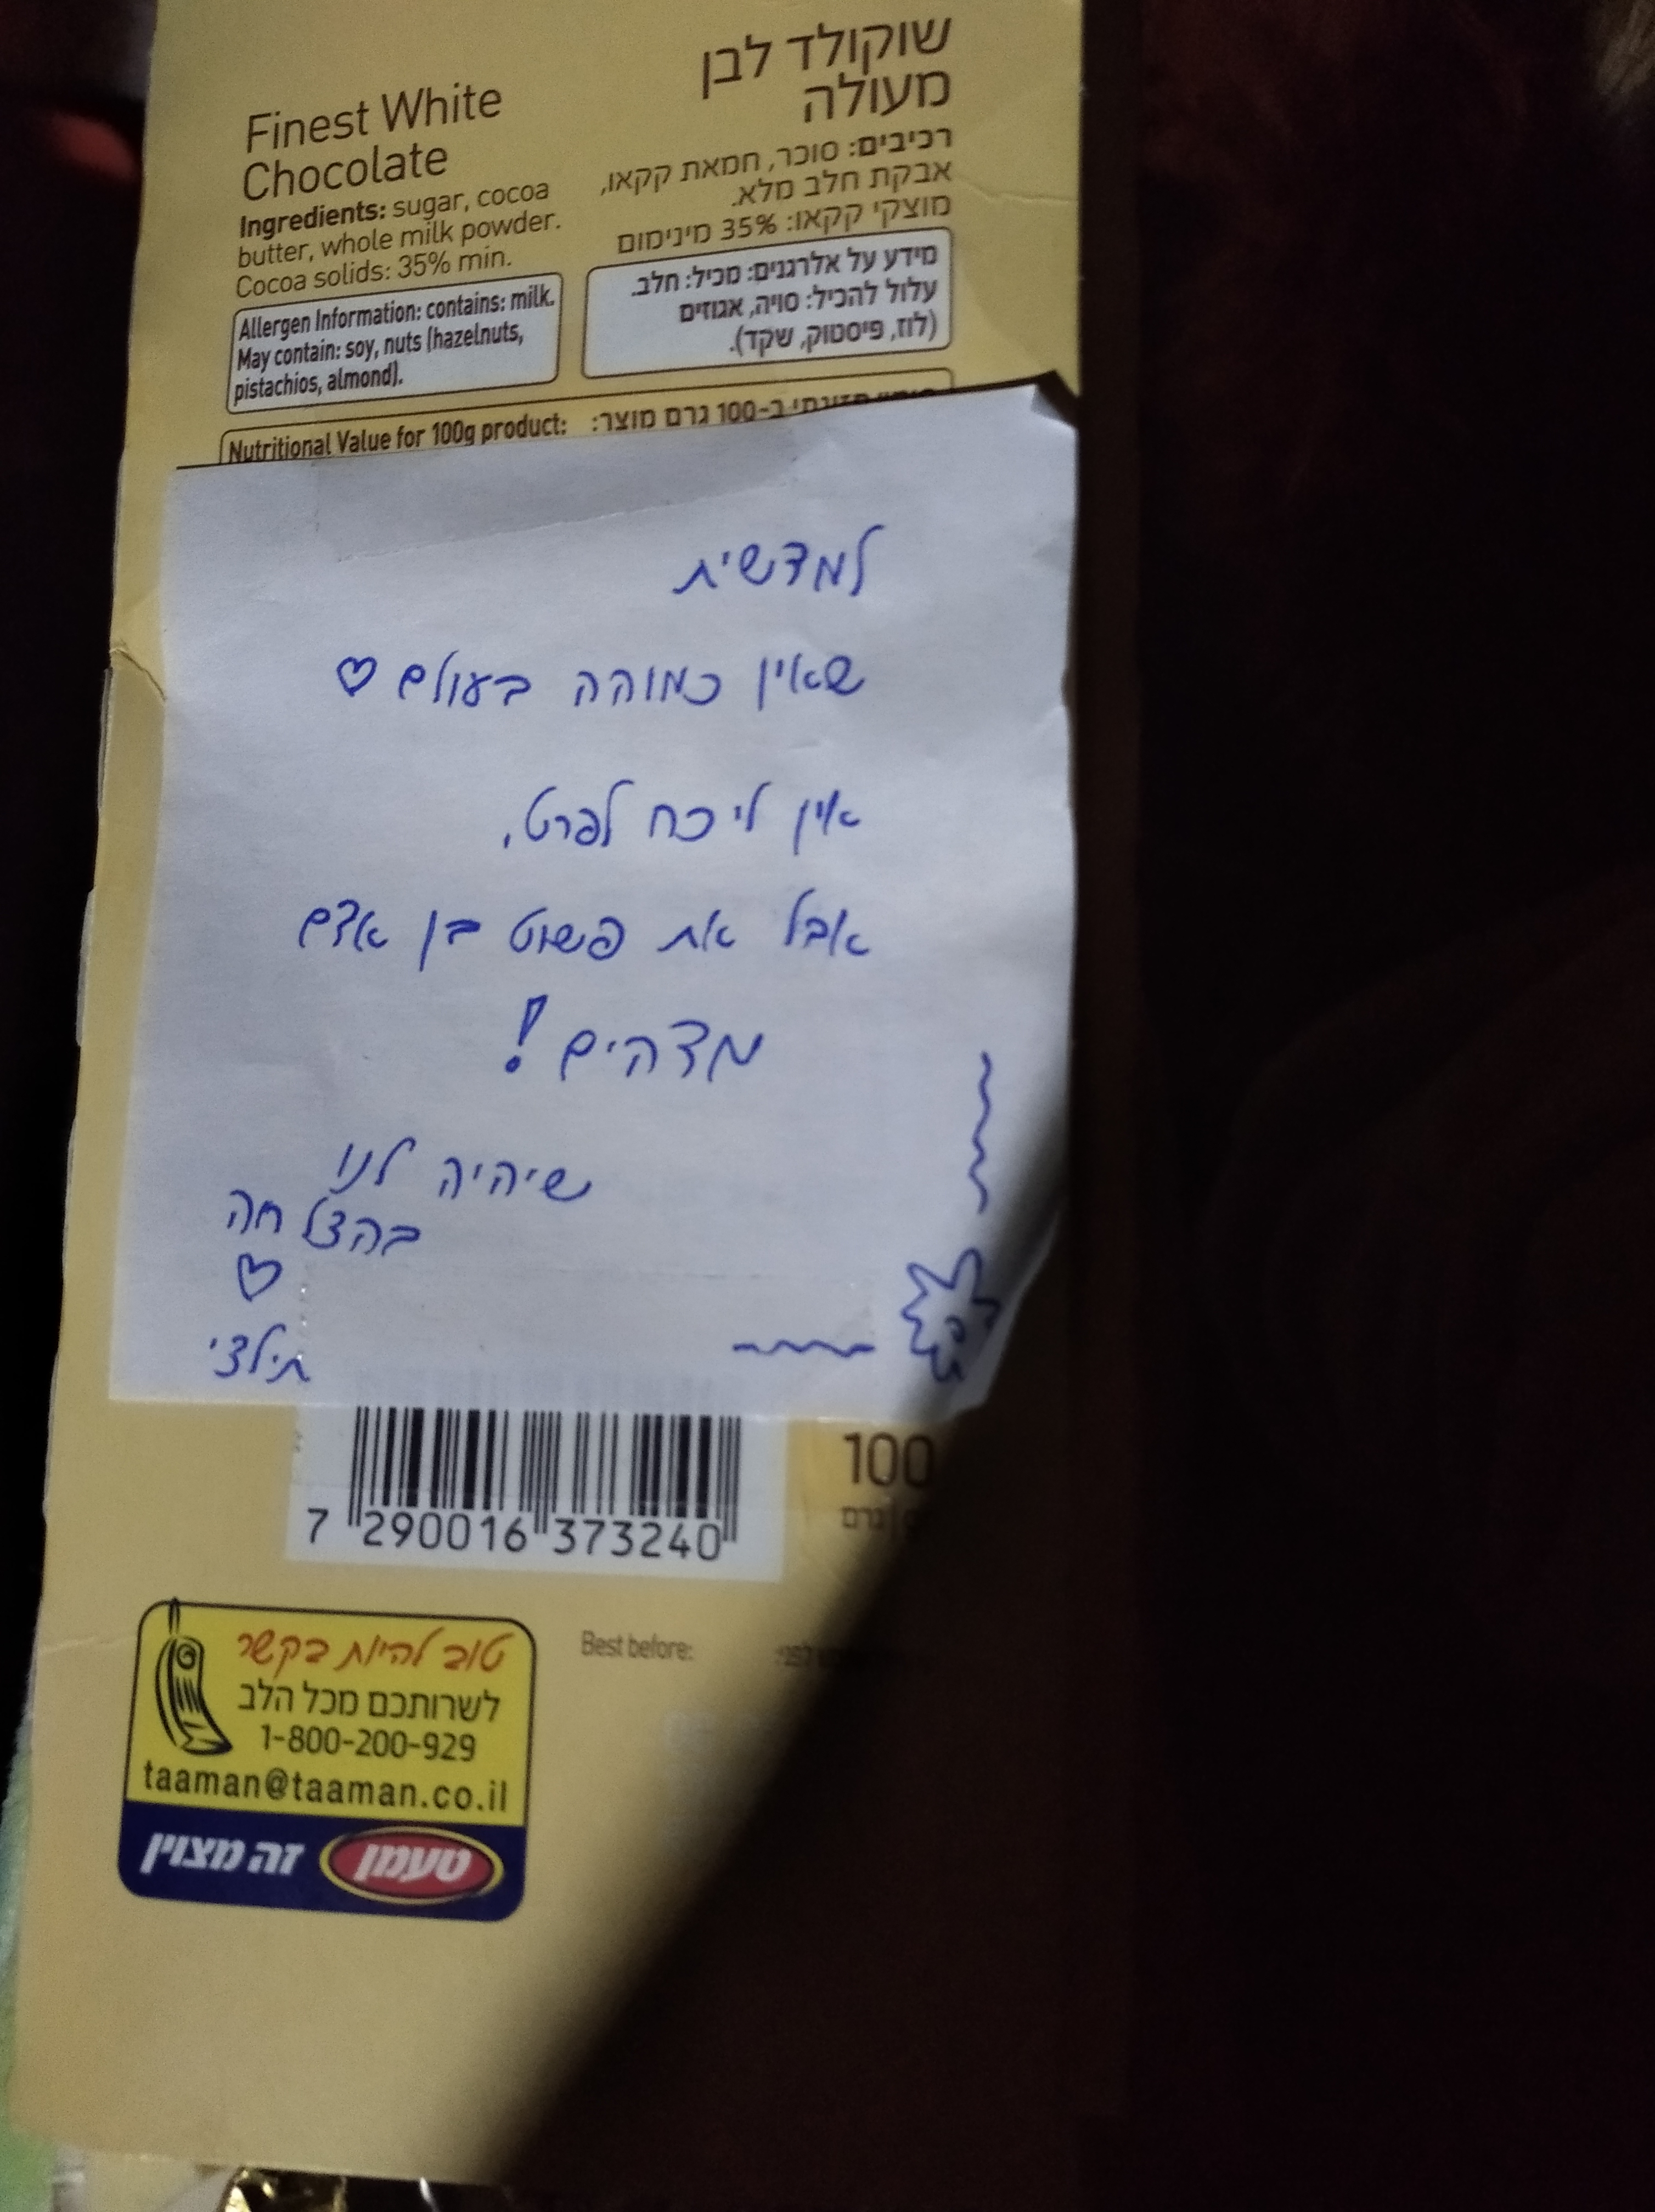 שוקולד לבן
מעולה
רכיבים: סוכר, חמאת קקאו,
אבקת חלב מלא.
מוצקי קקאו: 35% מינימום
מידע על אלרגנים: מכיל: חלב.
עלול להכיל: סויה, אגוזים
(לוז, פיסטוק, שקד).
Finest White
Chocolate
Ingredients: sugar, cocoa
butter, whole milk powder.
Cocoa solids: 35% min.
Allergen Information: contains: milk.
May contain: soy, nuts (hazelnuts,
pistachios, almond).
תזונתי ב-100 גרם מוצר:
Nutritional Value for 100g product:
למדשית
שאין כמוהה בעולם ♡
אין לי כח לפרט,
אבל את פשוט בן אדם
מדהים!
שיהיה לנו
בהצלחה
♡
תילצי
7 290016 373240
100
גרם
טוב להיות בקשר
לשרותכם מכל הלב
1-800-200-929
taaman@taaman.co.il
טעמן זה מצוין
Best before: